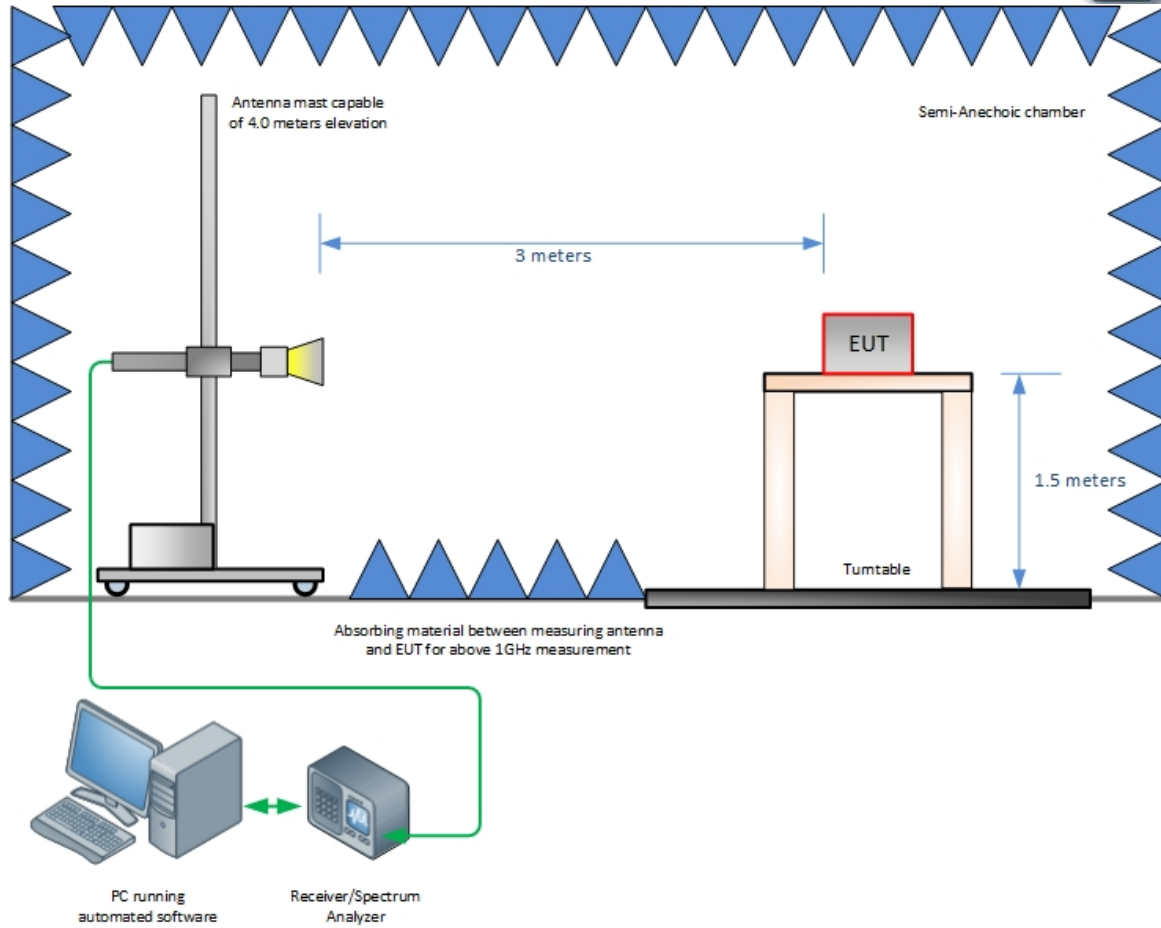 Antenna mast capable
of 4.0 meters elevation
Semi-Anechoic chamber
3 meters
EUT
1.5 meters
Turntable
Absorbing material between measuring antenna
and EUT for above 1GHz measurement
PC running
automated software
Receiver/Spectrum
Analyzer